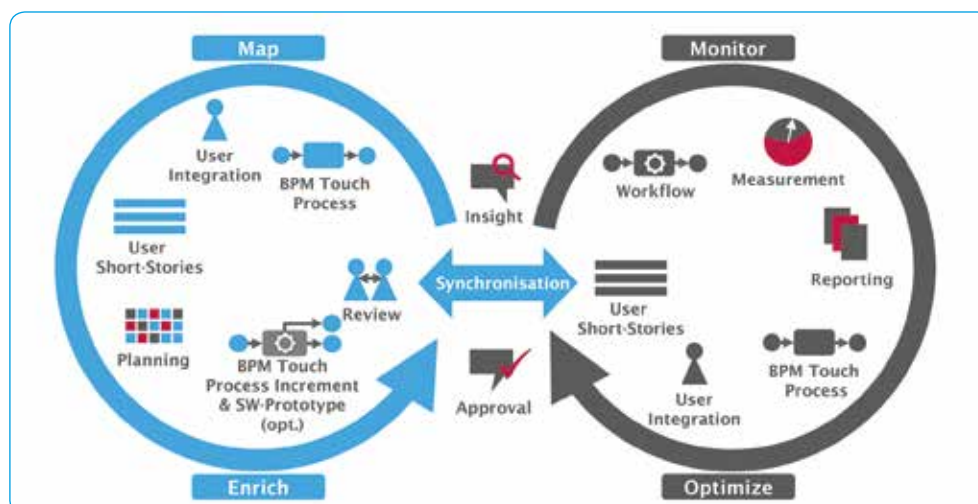 Map
User
Integration
BPM Touch
Process
User
Short-Stories
Review
Planning
BPM Touch
Process Increment
& SW-Prototype
(opt.)
Enrich
Insight
Synchronisation
Approval
Monitor
Workflow
Measurement
Reporting
User
Short-Stories
BPM Touch
Process
User
Integration
Optimize